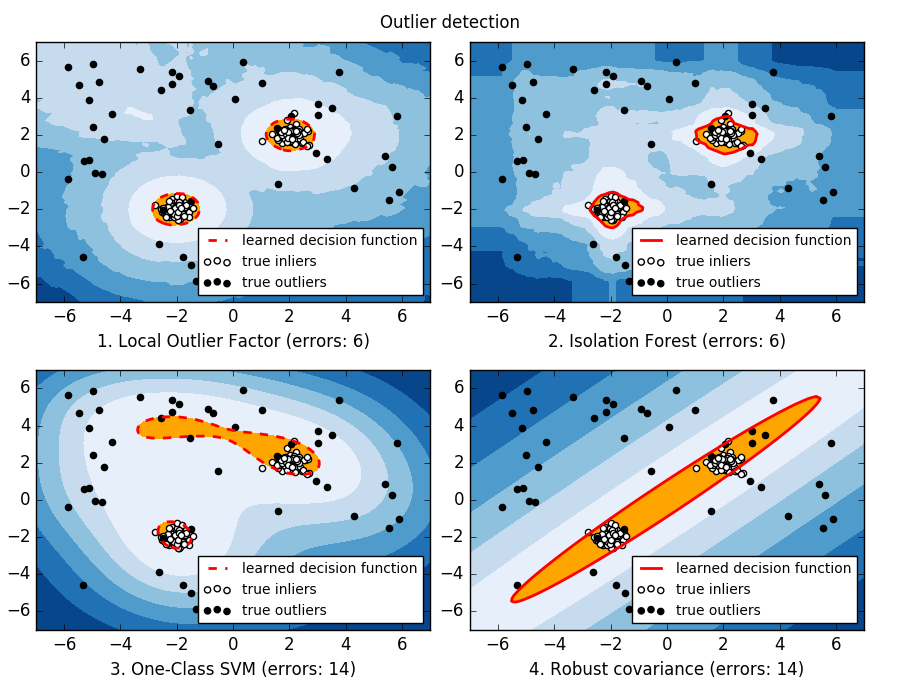 Outlier detection
6
4
2
0
−2
−4
−6
learned decision function
true inliers
true outliers
−6 −4 −2 0 2 4 6
1. Local Outlier Factor (errors: 6)
6
4
2
0
−2
−4
−6
learned decision function
true inliers
true outliers
−6 −4 −2 0 2 4 6
2. Isolation Forest (errors: 6)
6
4
2
0
−2
−4
−6
learned decision function
true inliers
true outliers
−6 −4 −2 0 2 4 6
3. One-Class SVM (errors: 14)
6
4
2
0
−2
−4
−6
learned decision function
true inliers
true outliers
−6 −4 −2 0 2 4 6
4. Robust covariance (errors: 14)